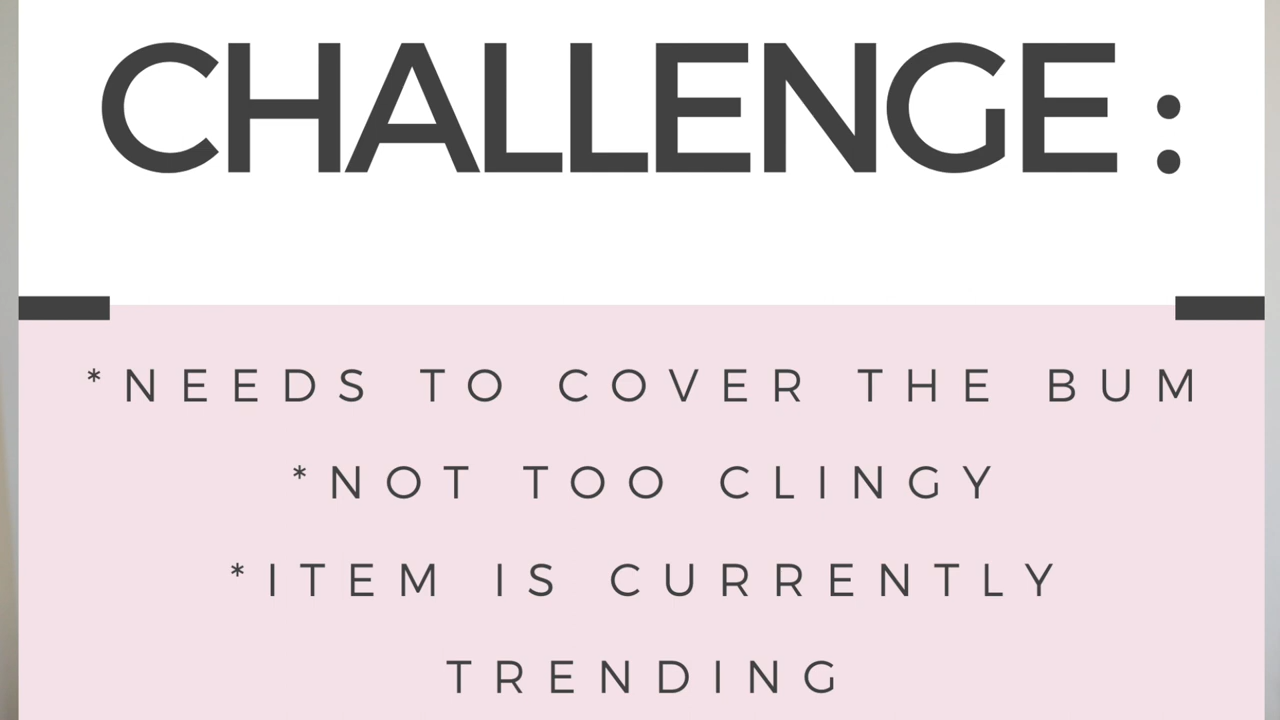 CHALLENGE :
*NEEDS TO COVER THE BUM
*NOT TOO CLINGY
*ITEM IS CURRENTLY
TRENDING